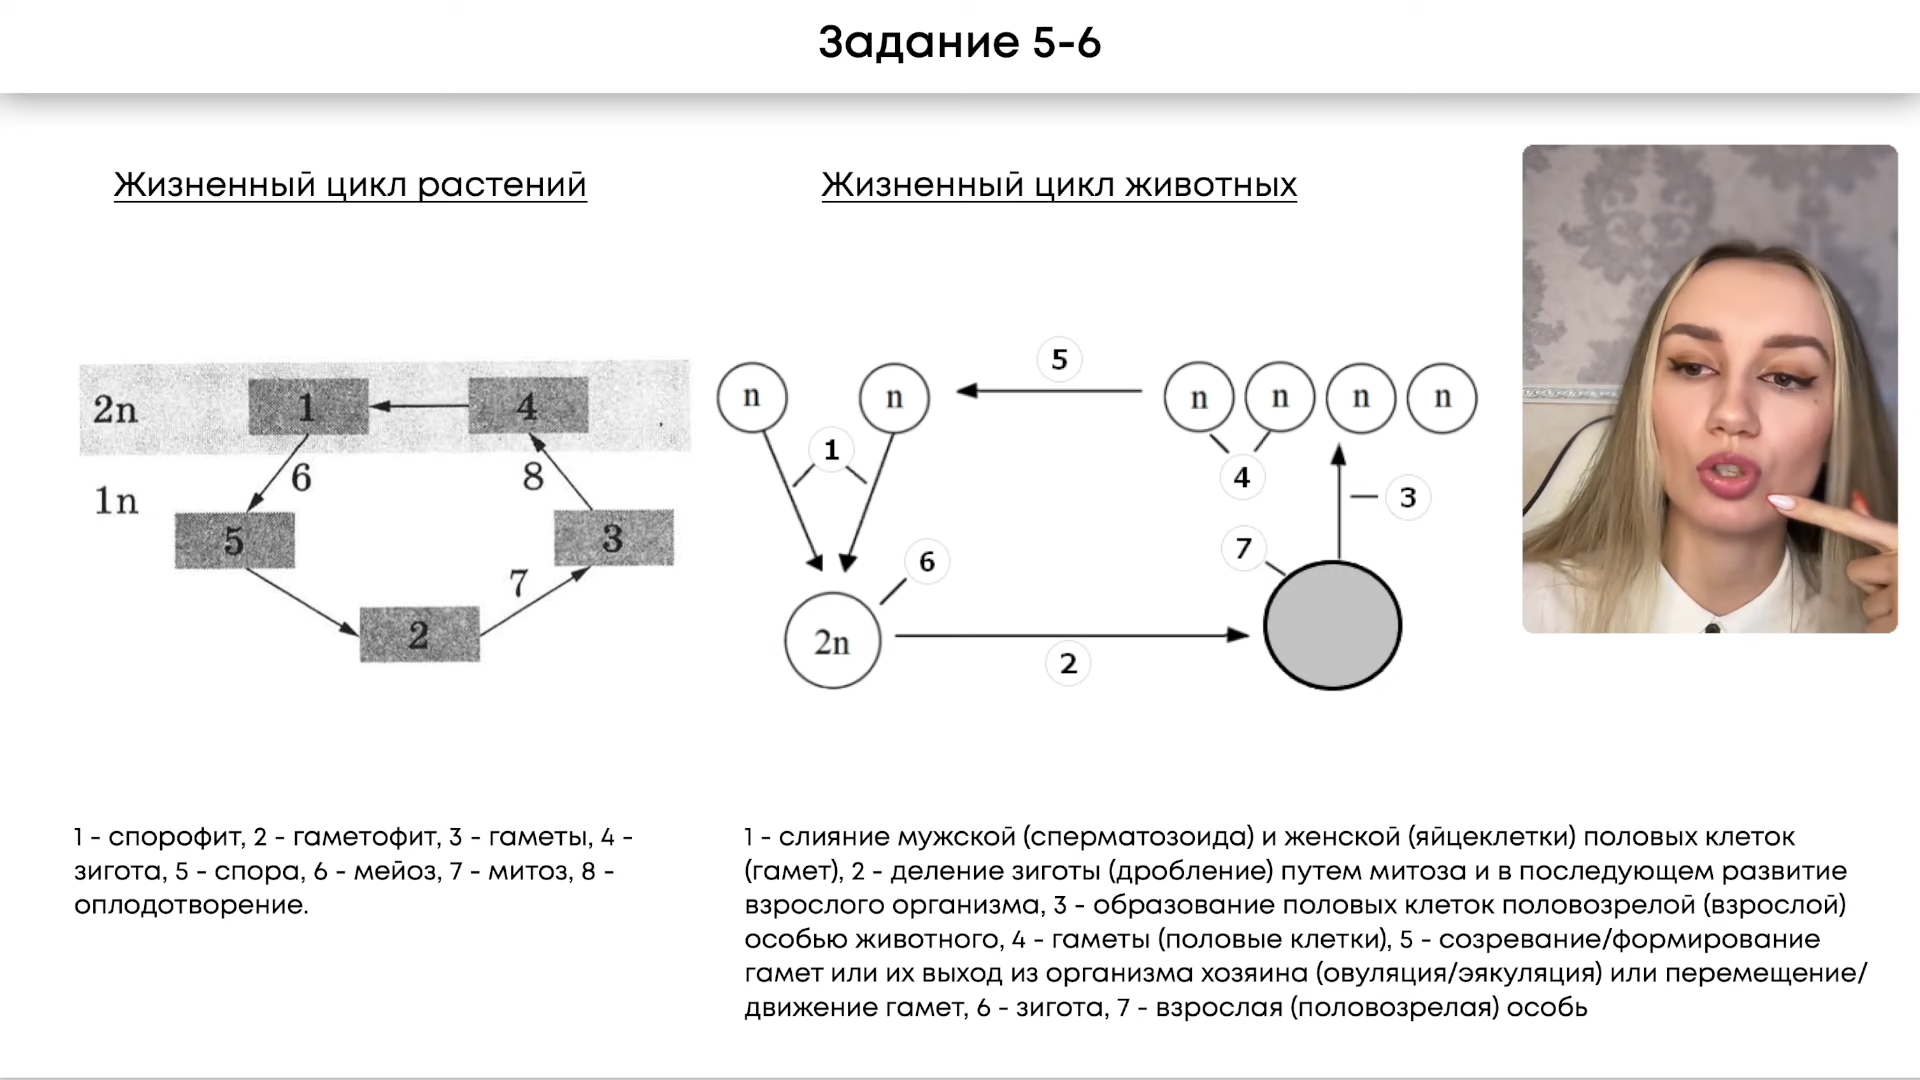 Задание 5-6
Жизненный цикл растений
Жизненный цикл животных
2n
1
4
6
8
1n
5
3
7
2
n
n
5
n
n
n
n
1
4
3
7
6
2n
2
1 - спорофит, 2 - гаметофит, 3 - гаметы, 4 -
зигота, 5 - спора, 6 - мейоз, 7 - митоз, 8 -
оплодотворение.
1 - слияние мужской (сперматозоида) и женской (яйцеклетки) половых клеток
(гамет), 2 - деление зиготы (дробление) путем митоза и в последующем развитие
взрослого организма, 3 - образование половых клеток половозрелой (взрослой)
особью животного, 4 - гаметы (половые клетки), 5 - созревание/формирование
гамет или их выход из организма хозяина (овуляция/эякуляция) или перемещение/
движение гамет, 6 - зигота, 7 - взрослая (половозрелая) особь